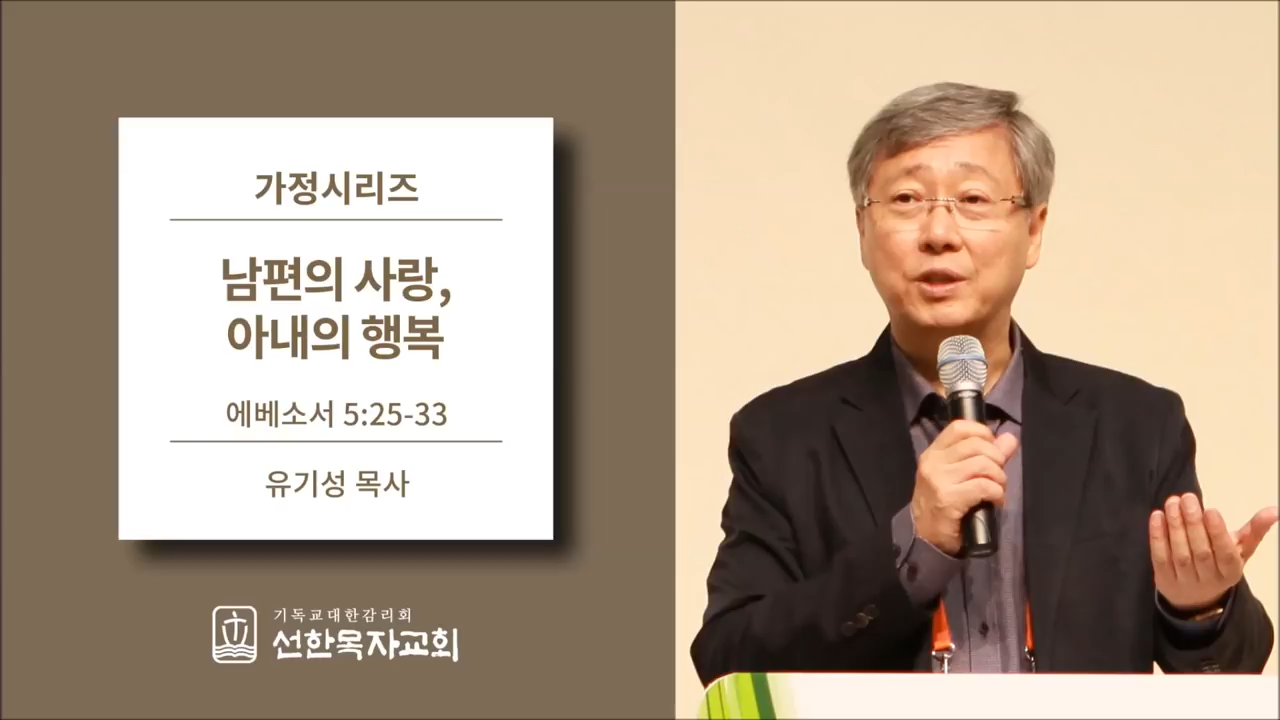 가정시리즈
남편의 사랑,
아내의 행복
에베소서 5:25-33
유기성 목사
기독교대한감리회
선한목자교회